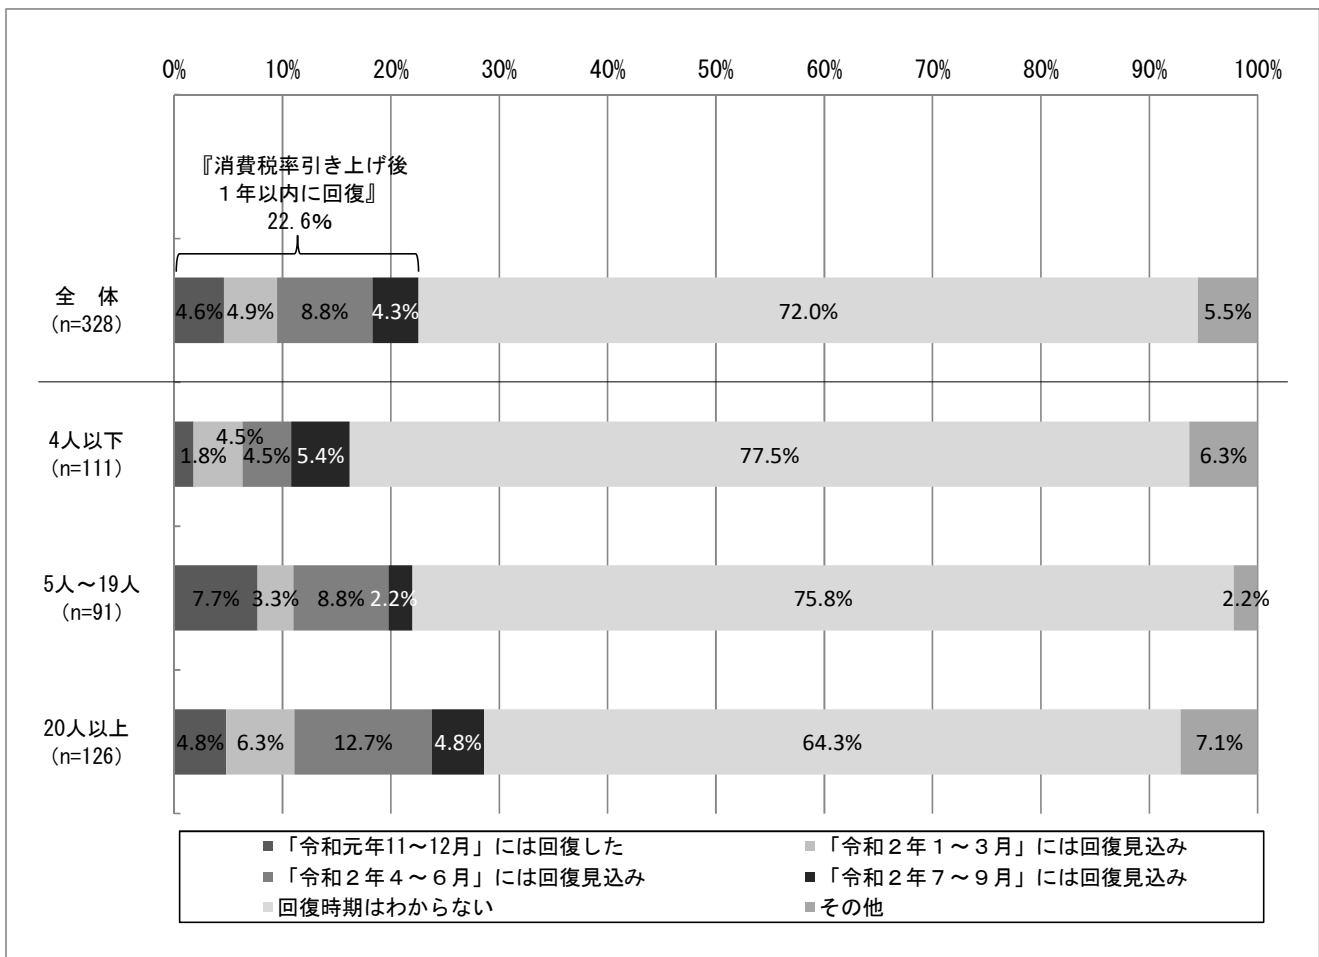 0% 10% 20% 30% 40% 50% 60% 70% 80% 90% 100%
『消費税率引き上げ後
１年以内に回復』
22.6%
全 体
(n=328)
4.6% 4.9% 8.8% 4.3% 72.0% 5.5%
4人以下
(n=111)
1.8% 4.5% 4.5% 5.4% 77.5% 6.3%
5人～19人
(n=91)
7.7% 3.3% 8.8% 2.2% 75.8% 2.2%
20人以上
(n=126)
4.8% 6.3% 12.7% 4.8% 64.3% 7.1%
「令和元年11～12月」には回復した 「令和２年１～３月」には回復見込み
「令和２年４～６月」には回復見込み 「令和２年７～９月」には回復見込み
回復時期はわからない その他